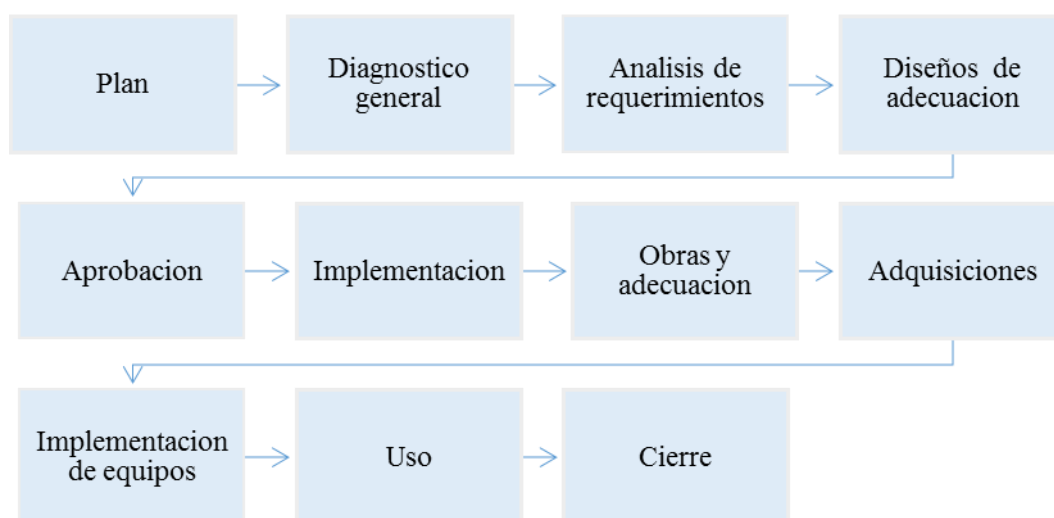 Plan
Diagnostico
general
Analisis de
requerimientos
Diseños de
adecuacion
Aprobacion
Implementacion
Obras y
adecuacion
Adquisiciones
Implementacion
de equipos
Uso
Cierre